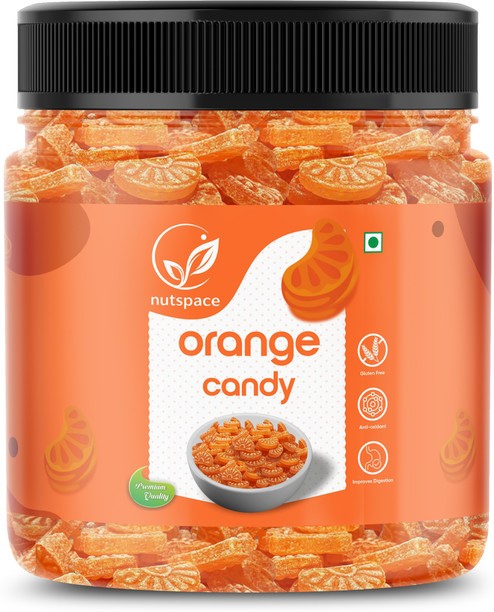 nutspace
orange
candy
Gluten Free
Anti-oxidant
Improves Digestion
Premium
Quality